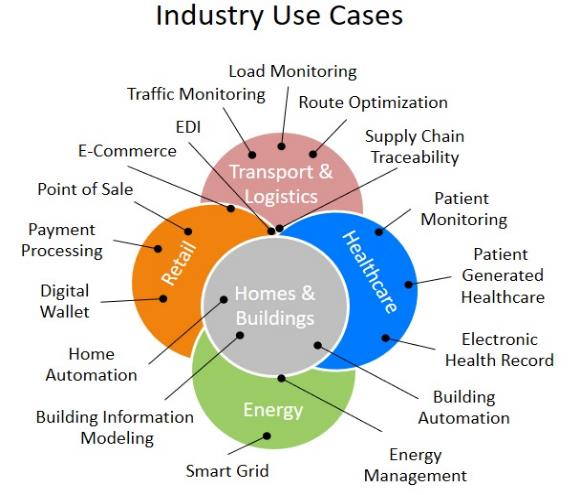 Industry Use Cases
Load Monitoring
Traffic Monitoring
Route Optimization
EDI
Supply Chain
Traceability
E-Commerce
Transport &
Logistics
Point of Sale
Patient
Monitoring
Payment
Processing
Retail
Healthcare
Patient
Generated
Healthcare
Digital
Wallet
Homes &
Buildings
Electronic
Health Record
Home
Automation
Building
Automation
Building Information
Modeling
Energy
Energy
Management
Smart Grid